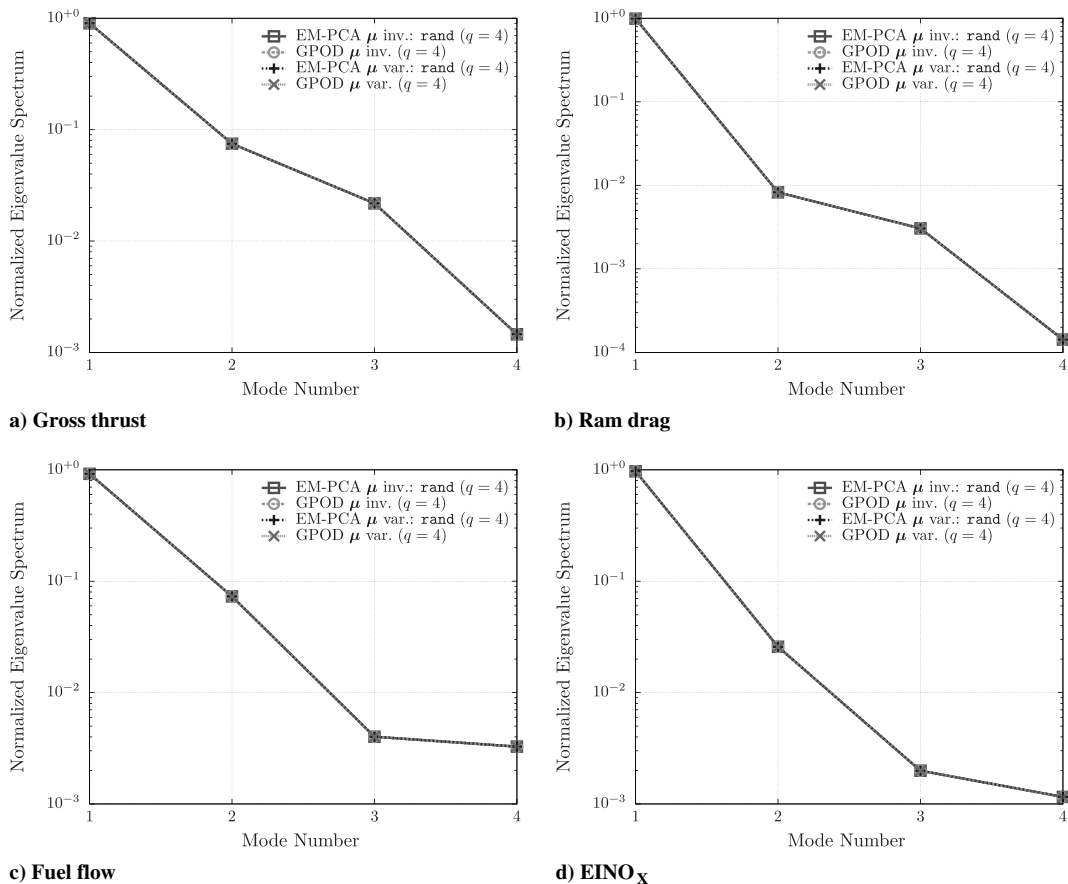 Normalized Eigenvalue Spectrum
10^{+0}
10^{−1}
10^{−2}
10^{−3}
EM-PCA μ inv.: rand (q = 4)
GPOD μ inv. (q = 4)
EM-PCA μ var.: rand (q = 4)
GPOD μ var. (q = 4)
1 2 3 4
Mode Number
a) Gross thrust
Normalized Eigenvalue Spectrum
10^{+0}
10^{−1}
10^{−2}
10^{−3}
10^{−4}
EM-PCA μ inv.: rand (q = 4)
GPOD μ inv. (q = 4)
EM-PCA μ var.: rand (q = 4)
GPOD μ var. (q = 4)
1 2 3 4
Mode Number
b) Ram drag
Normalized Eigenvalue Spectrum
10^{+0}
10^{−1}
10^{−2}
10^{−3}
EM-PCA μ inv.: rand (q = 4)
GPOD μ inv. (q = 4)
EM-PCA μ var.: rand (q = 4)
GPOD μ var. (q = 4)
1 2 3 4
Mode Number
c) Fuel flow
Normalized Eigenvalue Spectrum
10^{+0}
10^{−1}
10^{−2}
10^{−3}
EM-PCA μ inv.: rand (q = 4)
GPOD μ inv. (q = 4)
EM-PCA μ var.: rand (q = 4)
GPOD μ var. (q = 4)
1 2 3 4
Mode Number
d) EINO_X